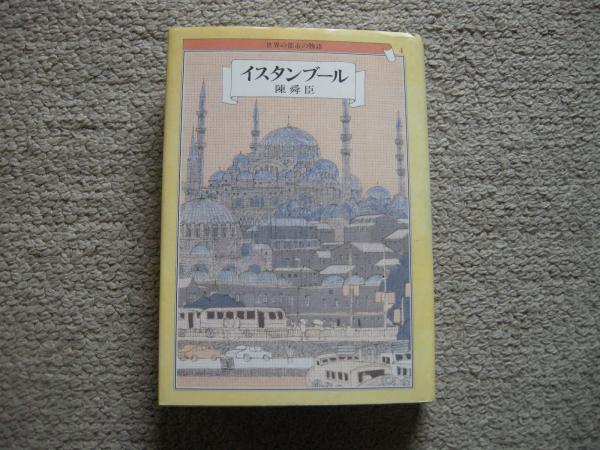 世界の都市の物語
4
イスタンブール
陳舜臣